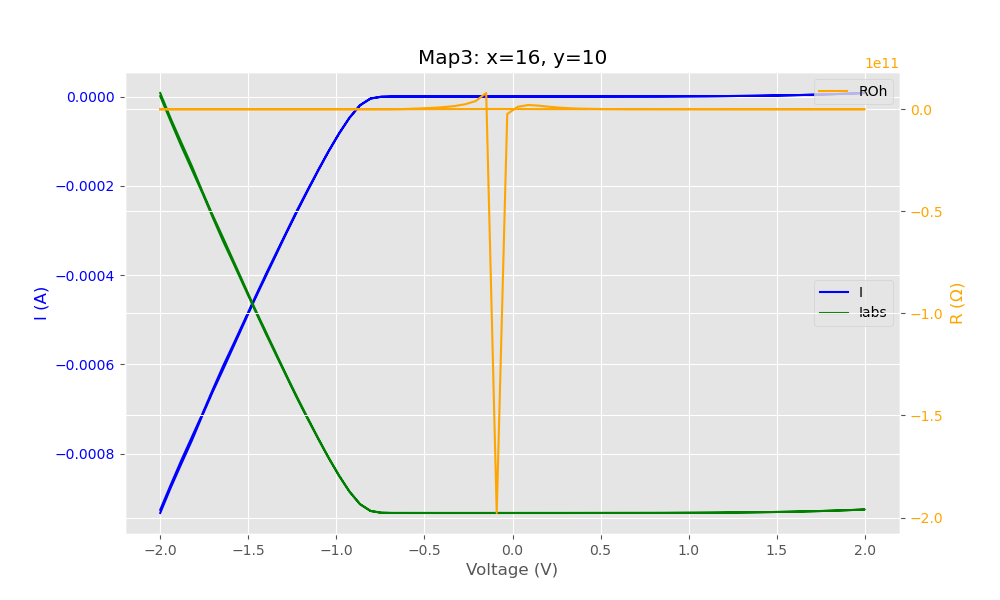 Map3: x=16, y=10
1e11
ROh
I
Iabs
I (A)
0.0000
−0.0002
−0.0004
−0.0006
−0.0008
0.0
−0.5
−1.0
−1.5
−2.0
R (Ω)
−2.0 −1.5 −1.0 −0.5 0.0 0.5 1.0 1.5 2.0
Voltage (V)